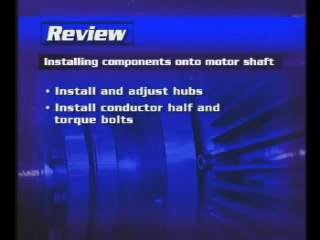 Review
Installing components onto motor shaft
• Install and adjust hubs
• Install conductor half and
torque bolts